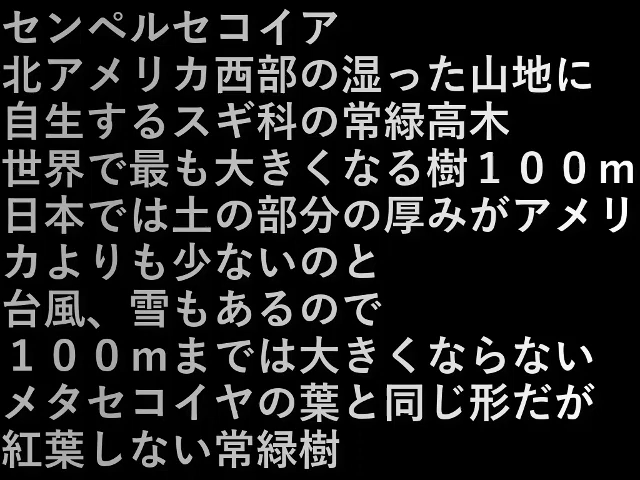 センペルセコイア
北アメリカ西部の湿った山地に
自生するスギ科の常緑高木
世界で最も大きくなる樹１００ｍ
日本では土の部分の厚みがアメリ
カよりも少ないのと
台風、雪もあるので
１００ｍまでは大きくならない
メタセコイヤの葉と同じ形だが
紅葉しない常緑樹